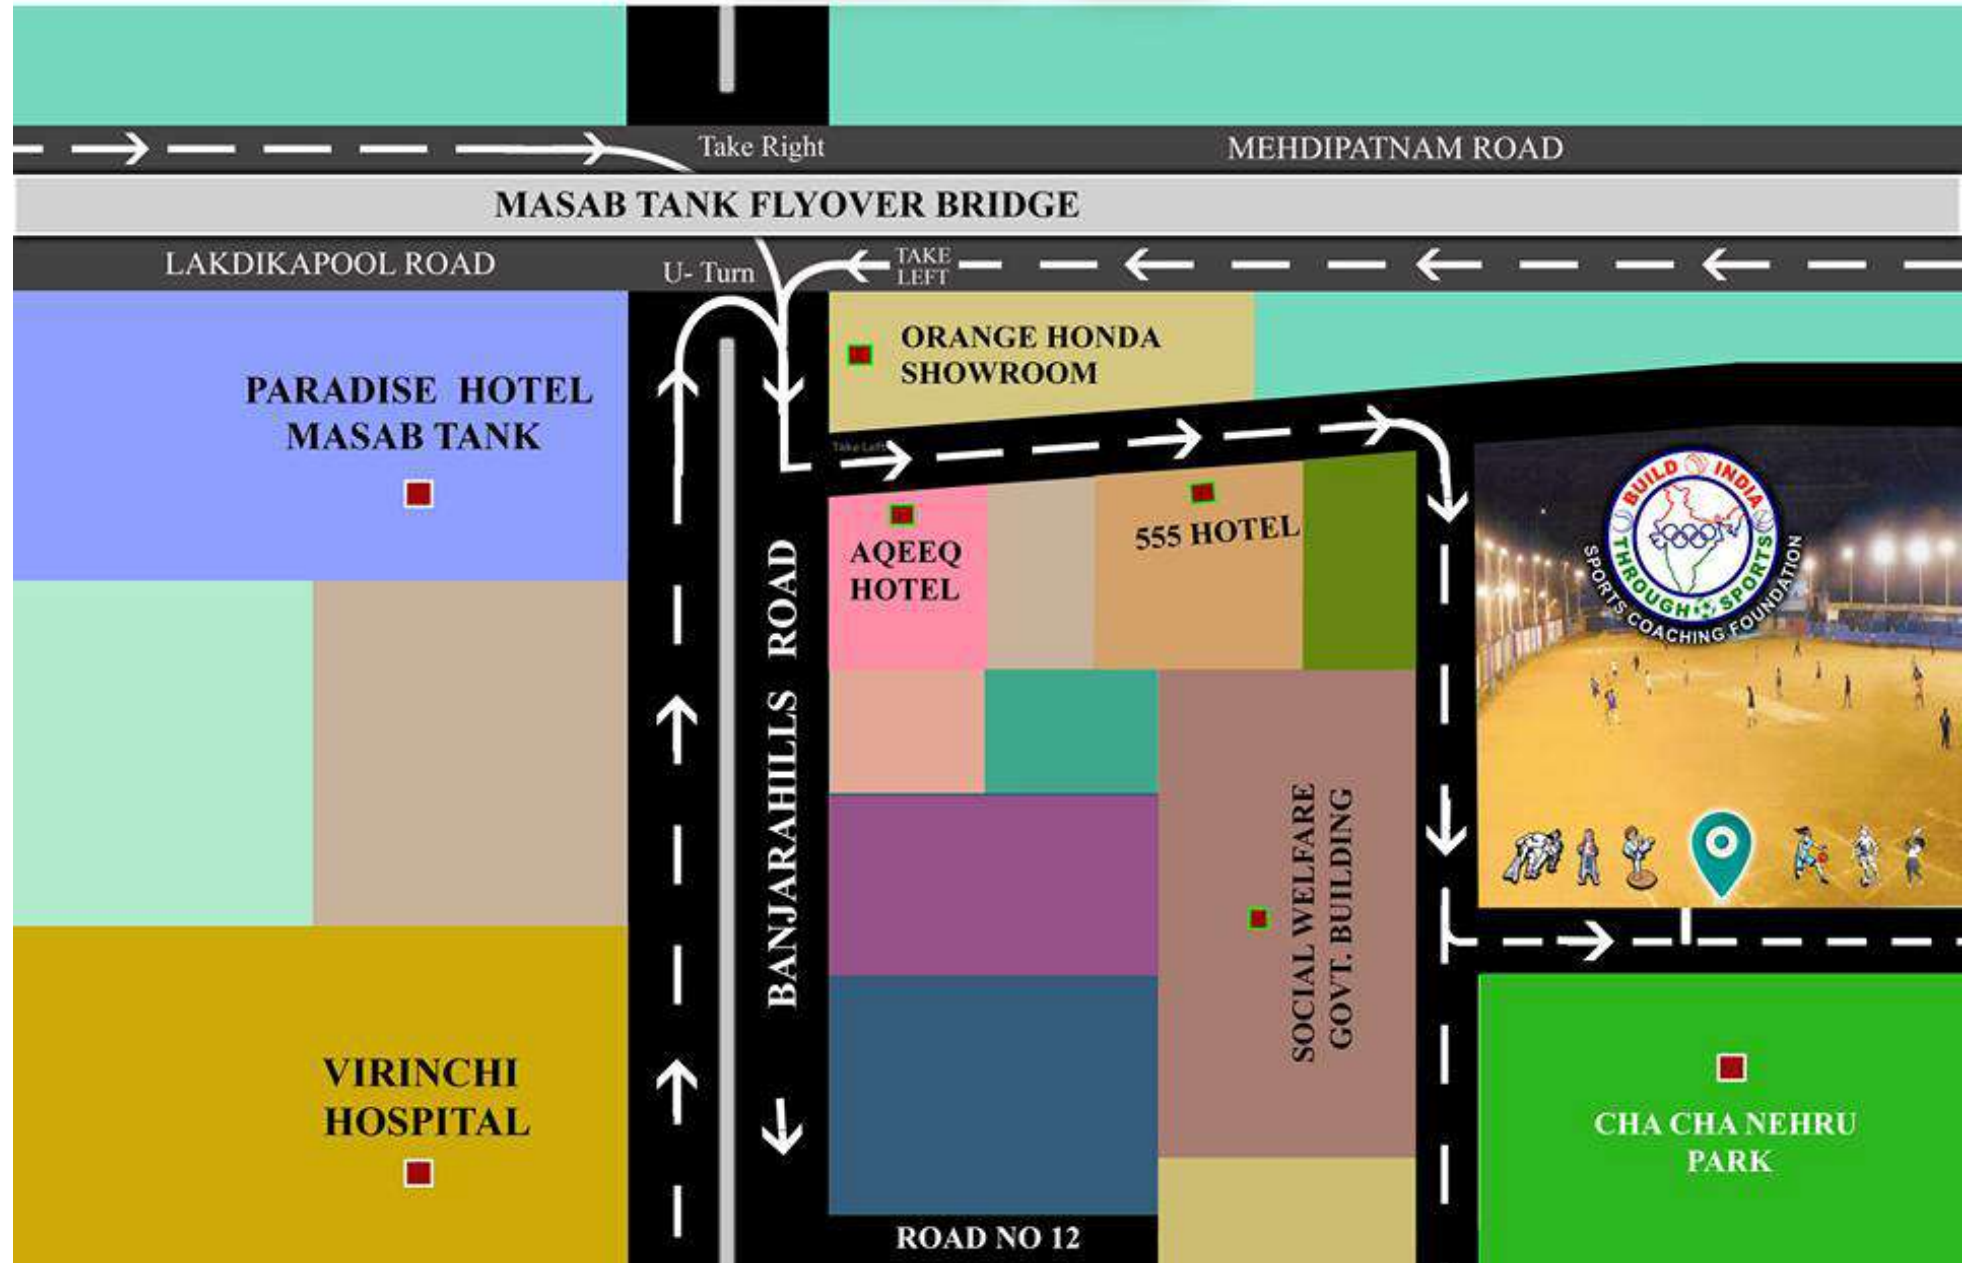 Take Right
MEHDIPATNAM ROAD
MASAB TANK FLYOVER BRIDGE
LAKDIKAPOOL ROAD
U- Turn
TAKE
LEFT
ORANGE HONDA
SHOWROOM
PARADISE HOTEL
MASAB TANK
Take Left
BUILD INDIA
THROUGH SPORTS
SPORTS COACHING FOUNDATION
555 HOTEL
AQEEQ
HOTEL
BANJARAHILLS ROAD
SOCIAL WELFARE
GOVT. BUILDING
VIRINCHI
HOSPITAL
CHA CHA NEHRU
PARK
ROAD NO 12